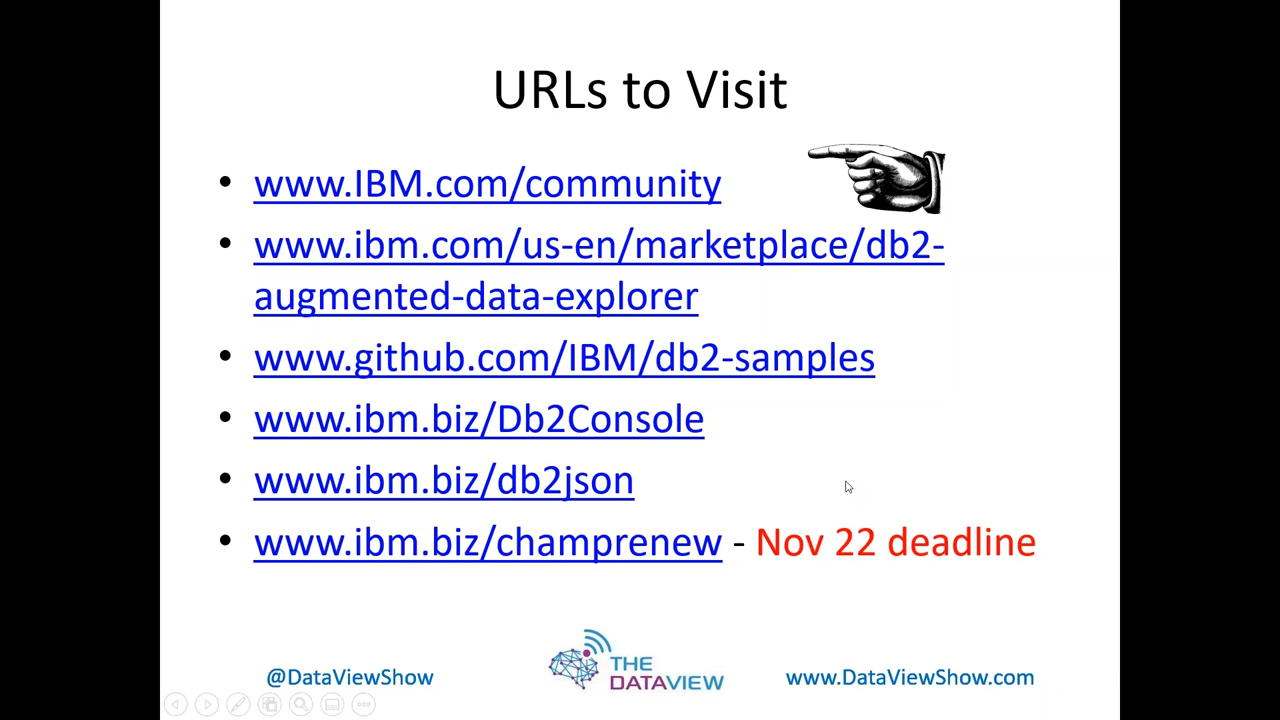 URLs to Visit
• www.IBM.com/community
• www.ibm.com/us-en/marketplace/db2-
augmented-data-explorer
• www.github.com/IBM/db2-samples
• www.ibm.biz/Db2Console
• www.ibm.biz/db2json
• www.ibm.biz/champrenew - Nov 22 deadline
@DataViewShow
THE
DATAVIEW
www.DataViewShow.com